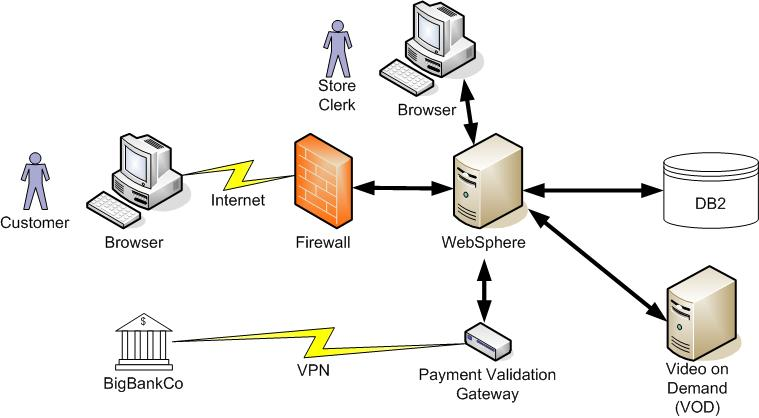 Store
Clerk
Browser
Customer
Browser
Internet
Firewall
WebSphere
DB2
$
BigBankCo
VPN
Payment Validation
Gateway
Video on
Demand
(VOD)